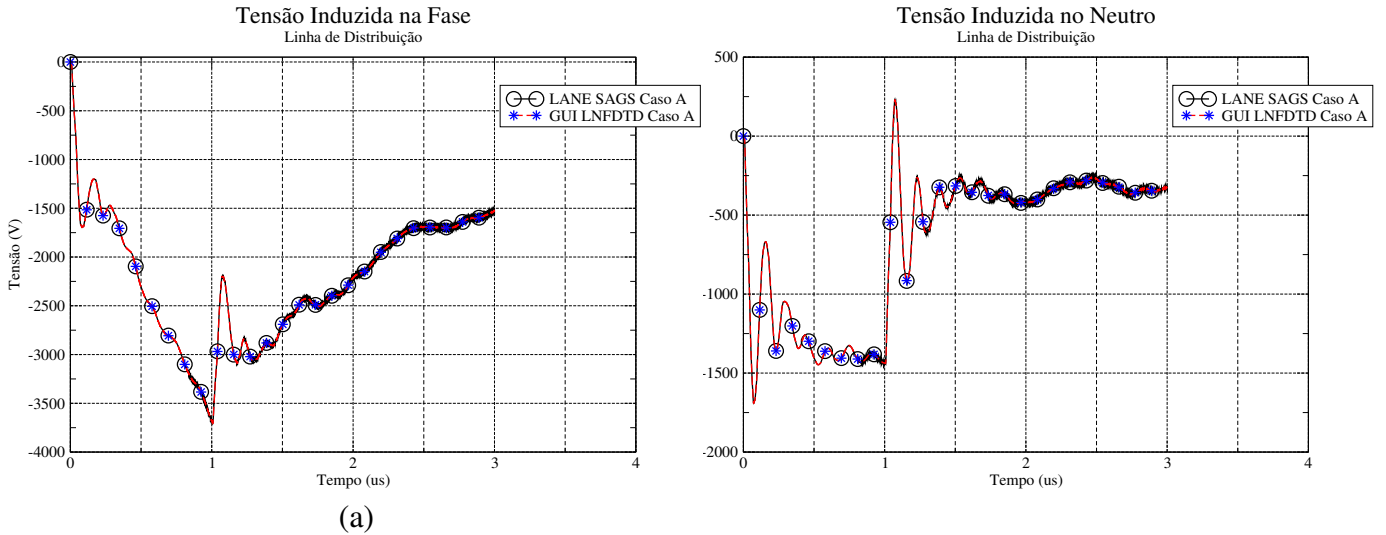 Tensão Induzida na Fase
Linha de Distribuição
0
-500
-1000
-1500
-2000
-2500
-3000
-3500
-4000
Tensão (V)
LANE SAGS Caso A
GUI LNFDTD Caso A
0 1 2 3 4
Tempo (us)
(a)
Tensão Induzida no Neutro
Linha de Distribuição
500
0
-500
-1000
-1500
-2000
LANE SAGS Caso A
GUI LNFDTD Caso A
0 1 2 3 4
Tempo (us)